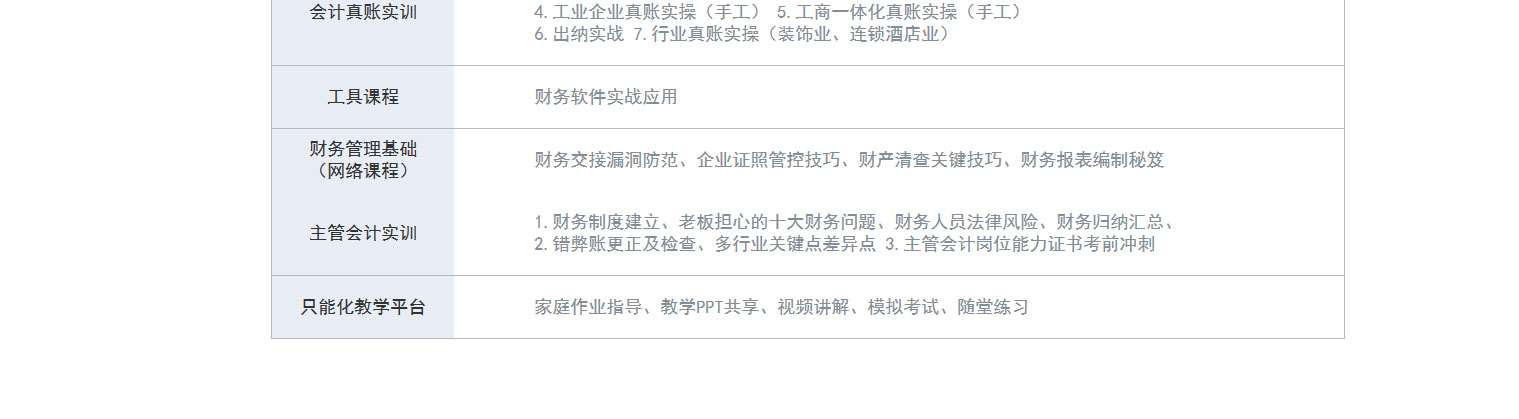 会计真账实训
4.工业企业真账实操（手工） 5.工商一体化真账实操（手工）
6.出纳实战 7.行业真账实操（装饰业、连锁酒店业）
工具课程
财务软件实战应用
财务管理基础
（网络课程）
财务交接漏洞防范、企业证照管控技巧、财产清查关键技巧、财务报表编制秘笈
主管会计实训
1.财务制度建立、老板担心的十大财务问题、财务人员法律风险、财务归纳汇总、
2.错弊账更正及检查、多行业关键点差异点 3.主管会计岗位能力证书考前冲刺
只能化教学平台
家庭作业指导、教学PPT共享、视频讲解、模拟考试、随堂练习